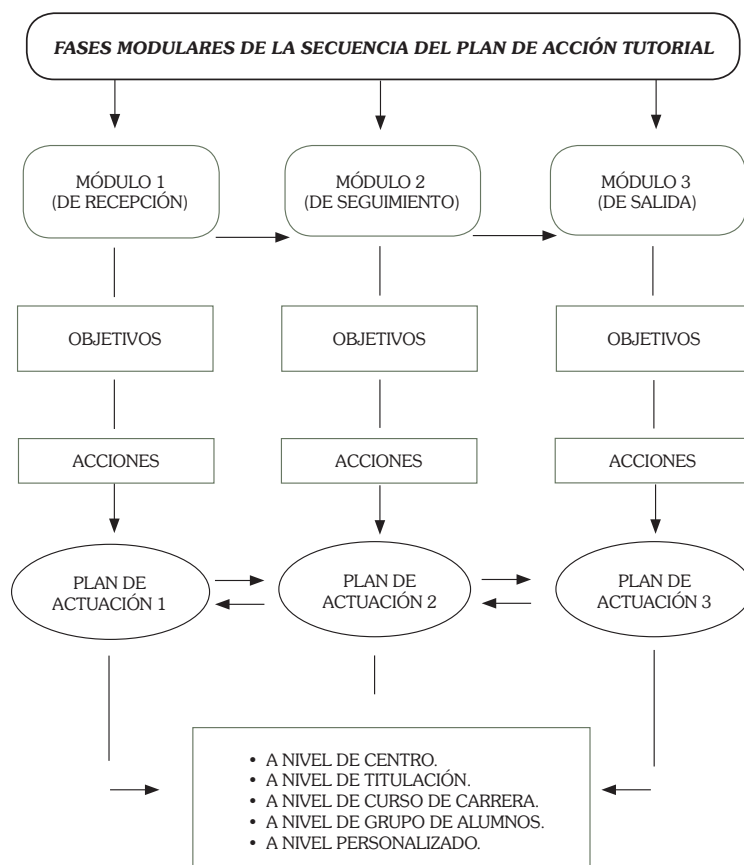 FASES MODULARES DE LA SECUENCIA DEL PLAN DE ACCIÓN TUTORIAL
MÓDULO 1
(DE RECEPCIÓN)
MÓDULO 2
(DE SEGUIMIENTO)
MÓDULO 3
(DE SALIDA)
OBJETIVOS
OBJETIVOS
OBJETIVOS
ACCIONES
ACCIONES
ACCIONES
PLAN DE
ACTUACIÓN 1
PLAN DE
ACTUACIÓN 2
PLAN DE
ACTUACIÓN 3
• A NIVEL DE CENTRO.
• A NIVEL DE TITULACIÓN.
• A NIVEL DE CURSO DE CARRERA.
• A NIVEL DE GRUPO DE ALUMNOS.
• A NIVEL PERSONALIZADO.